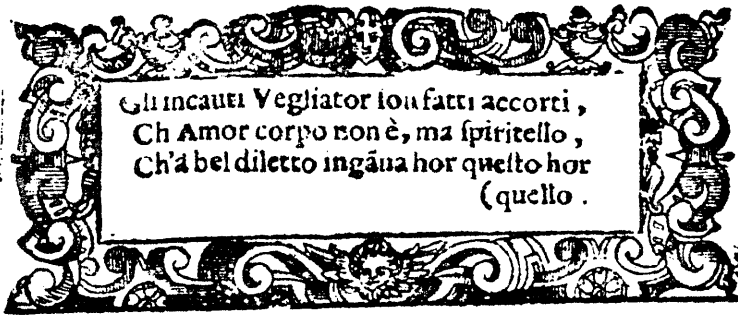 Gli incauti Vegliator ſon fatti accorti,
Ch Amor corpo non è, ma ſpiritello,
Ch'à bel diletto ingãna hor queſto hor
(quello.